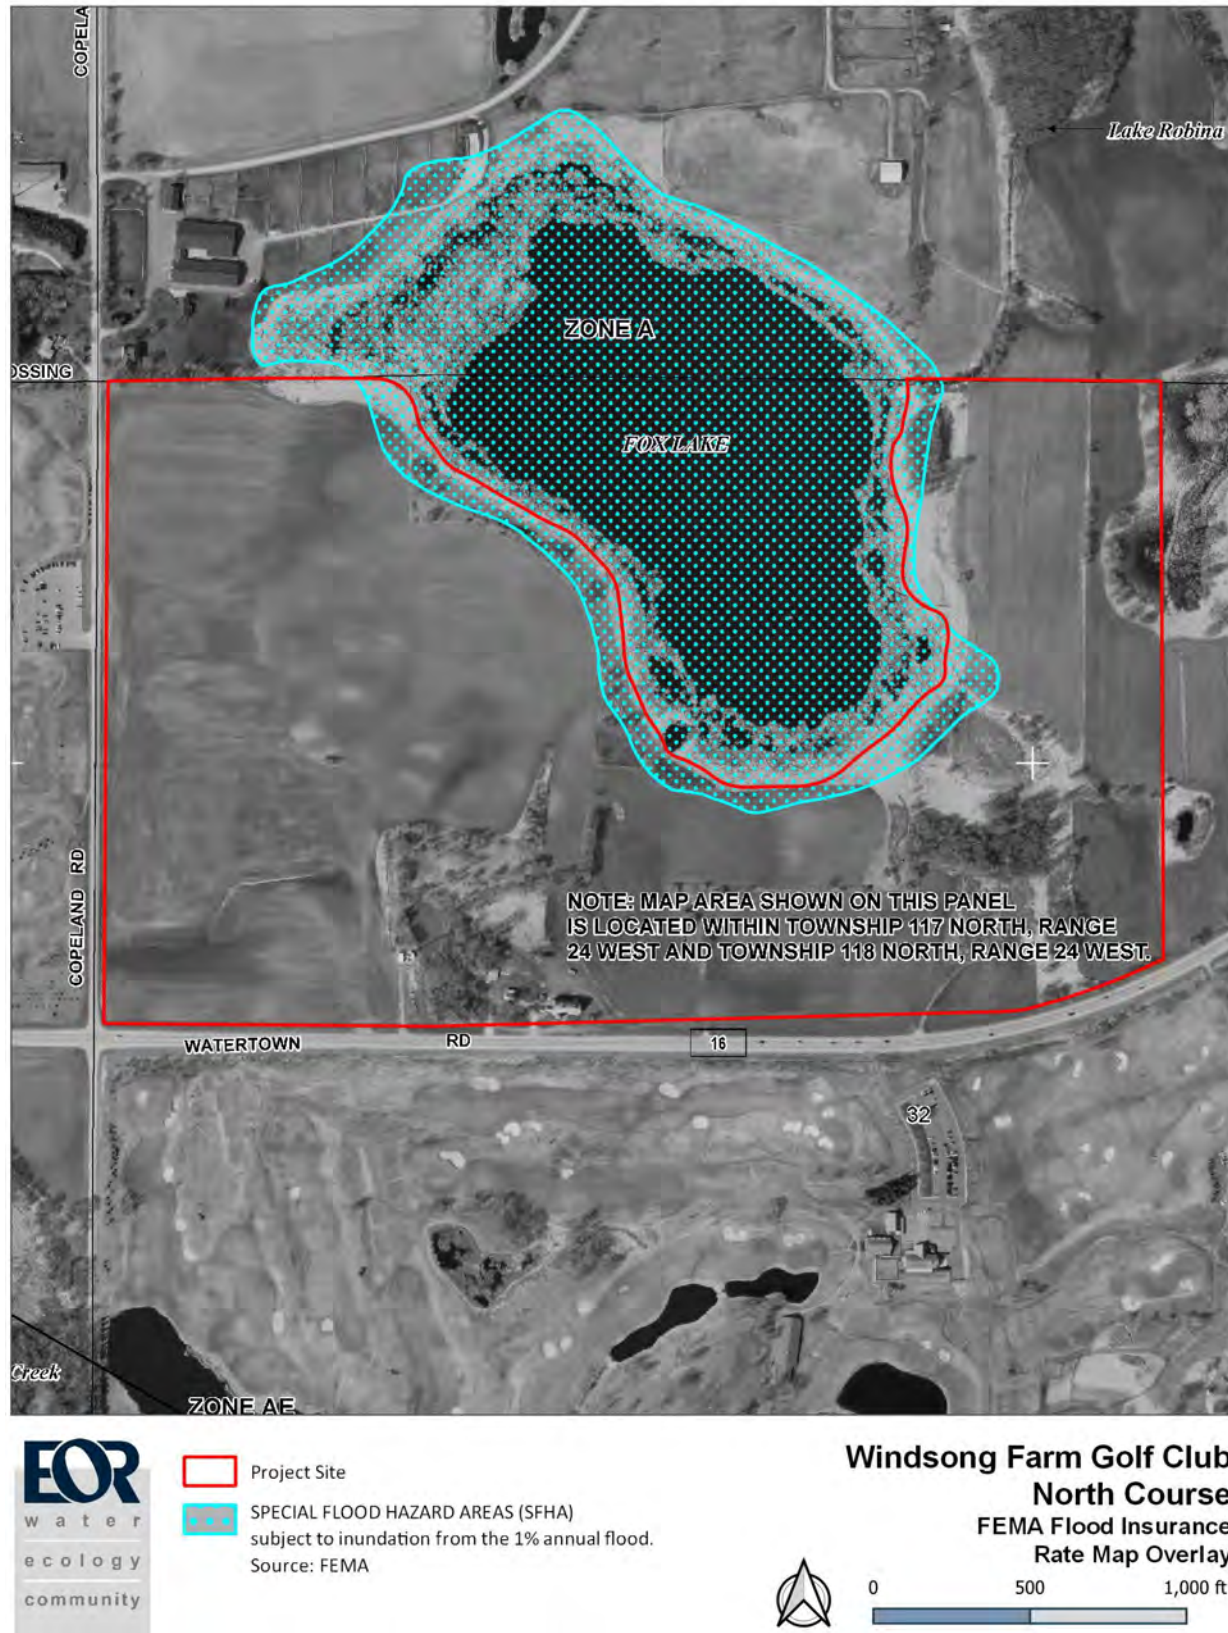 COPELA
Lake Robina
ZONE A
OSSING
FOX LAKE
COPELAND RD
NOTE: MAP AREA SHOWN ON THIS PANEL
IS LOCATED WITHIN TOWNSHIP 117 NORTH, RANGE
24 WEST AND TOWNSHIP 118 NORTH, RANGE 24 WEST.
WATERTOWN RD 16
32
Creek
ZONE AE
EOR
water
ecology
community
Project Site
SPECIAL FLOOD HAZARD AREAS (SFHA)
subject to inundation from the 1% annual flood.
Source: FEMA
Windsong Farm Golf Club
North Course
FEMA Flood Insurance
Rate Map Overlay
0 500 1,000 ft